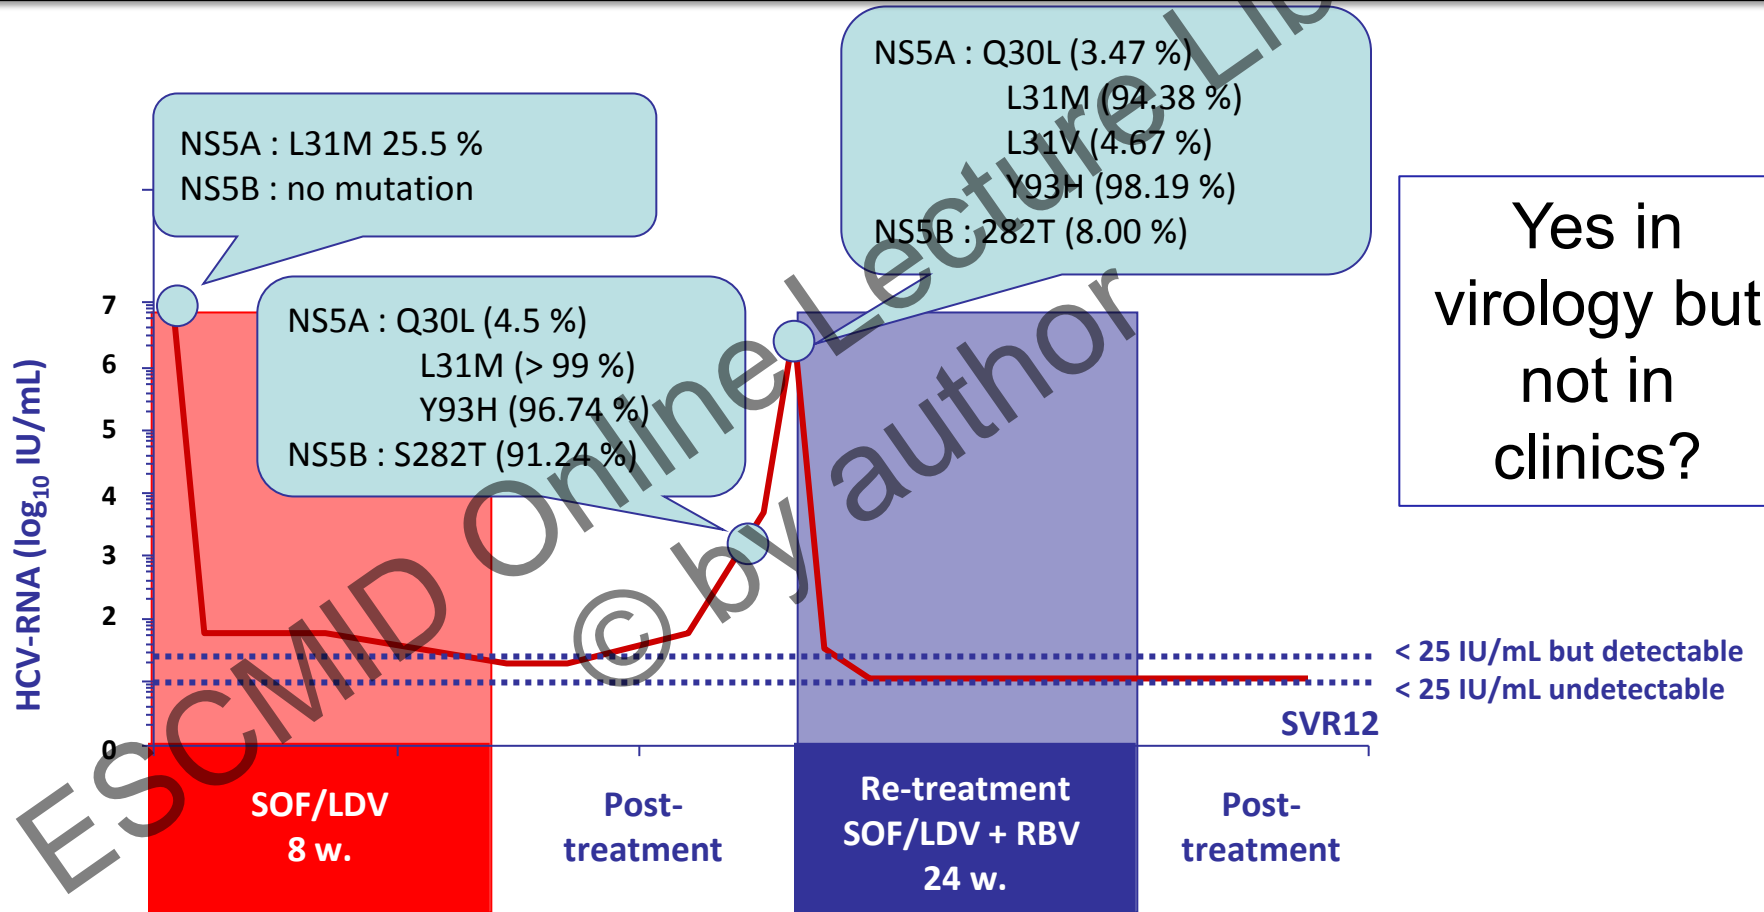 NS5A : L31M 25.5 %
NS5B : no mutation
NS5A : Q30L (4.5 %)
L31M (> 99 %)
Y93H (96.74 %)
NS5B : S282T (91.24 %)
NS5A : Q30L (3.47 %)
L31M (94.38 %)
L31V (4.67 %)
Y93H (98.19 %)
NS5B : 282T (8.00 %)
Yes in
virology but
not in
clinics?
HCV-RNA (log10 IU/mL)
7
6
5
4
3
2
0
< 25 IU/mL but detectable
< 25 IU/mL undetectable
SVR12
SOF/LDV
8 w.
Post-
treatment
Re-treatment
SOF/LDV + RBV
24 w.
Post-
treatment
ESCMID Online Lecture
© by author